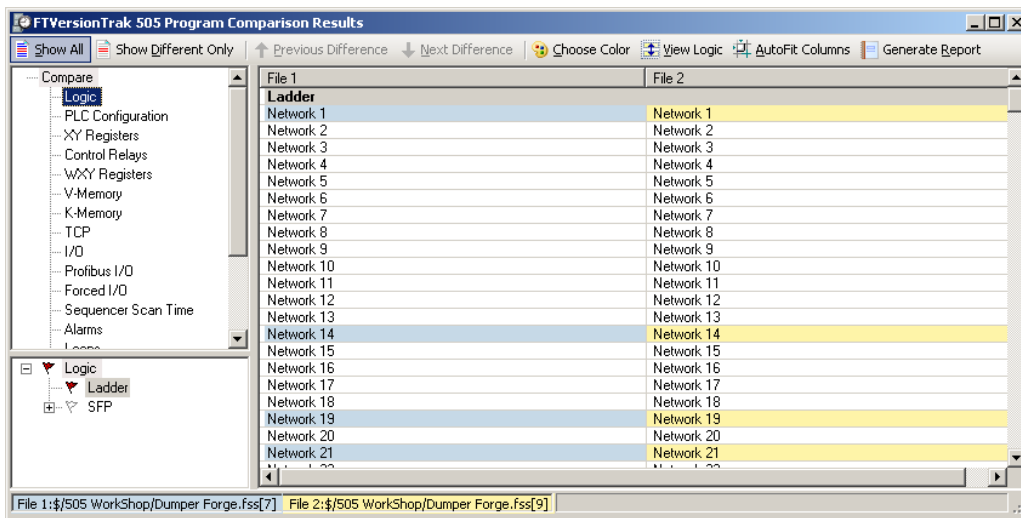 FTVersionTrak 505 Program Comparison Results
Show All Show Different Only Previous Difference Next Difference Choose Color View Logic AutoFit Columns Generate Report
Compare
Logic
PLC Configuration
XY Registers
Control Relays
WXY Registers
V-Memory
K-Memory
TCP
I/O
Profibus I/O
Forced I/O
Sequencer Scan Time
Alarms
Logic
Ladder
SFP
File 1 File 2
Ladder
Network 1 Network 1
Network 2 Network 2
Network 3 Network 3
Network 4 Network 4
Network 5 Network 5
Network 6 Network 6
Network 7 Network 7
Network 8 Network 8
Network 9 Network 9
Network 10 Network 10
Network 11 Network 11
Network 12 Network 12
Network 13 Network 13
Network 14 Network 14
Network 15 Network 15
Network 16 Network 16
Network 17 Network 17
Network 18 Network 18
Network 19 Network 19
Network 20 Network 20
Network 21 Network 21
File 1:$/505 WorkShop/Dumper Forge.fss[7] File 2:$/505 WorkShop/Dumper Forge.fss[9]